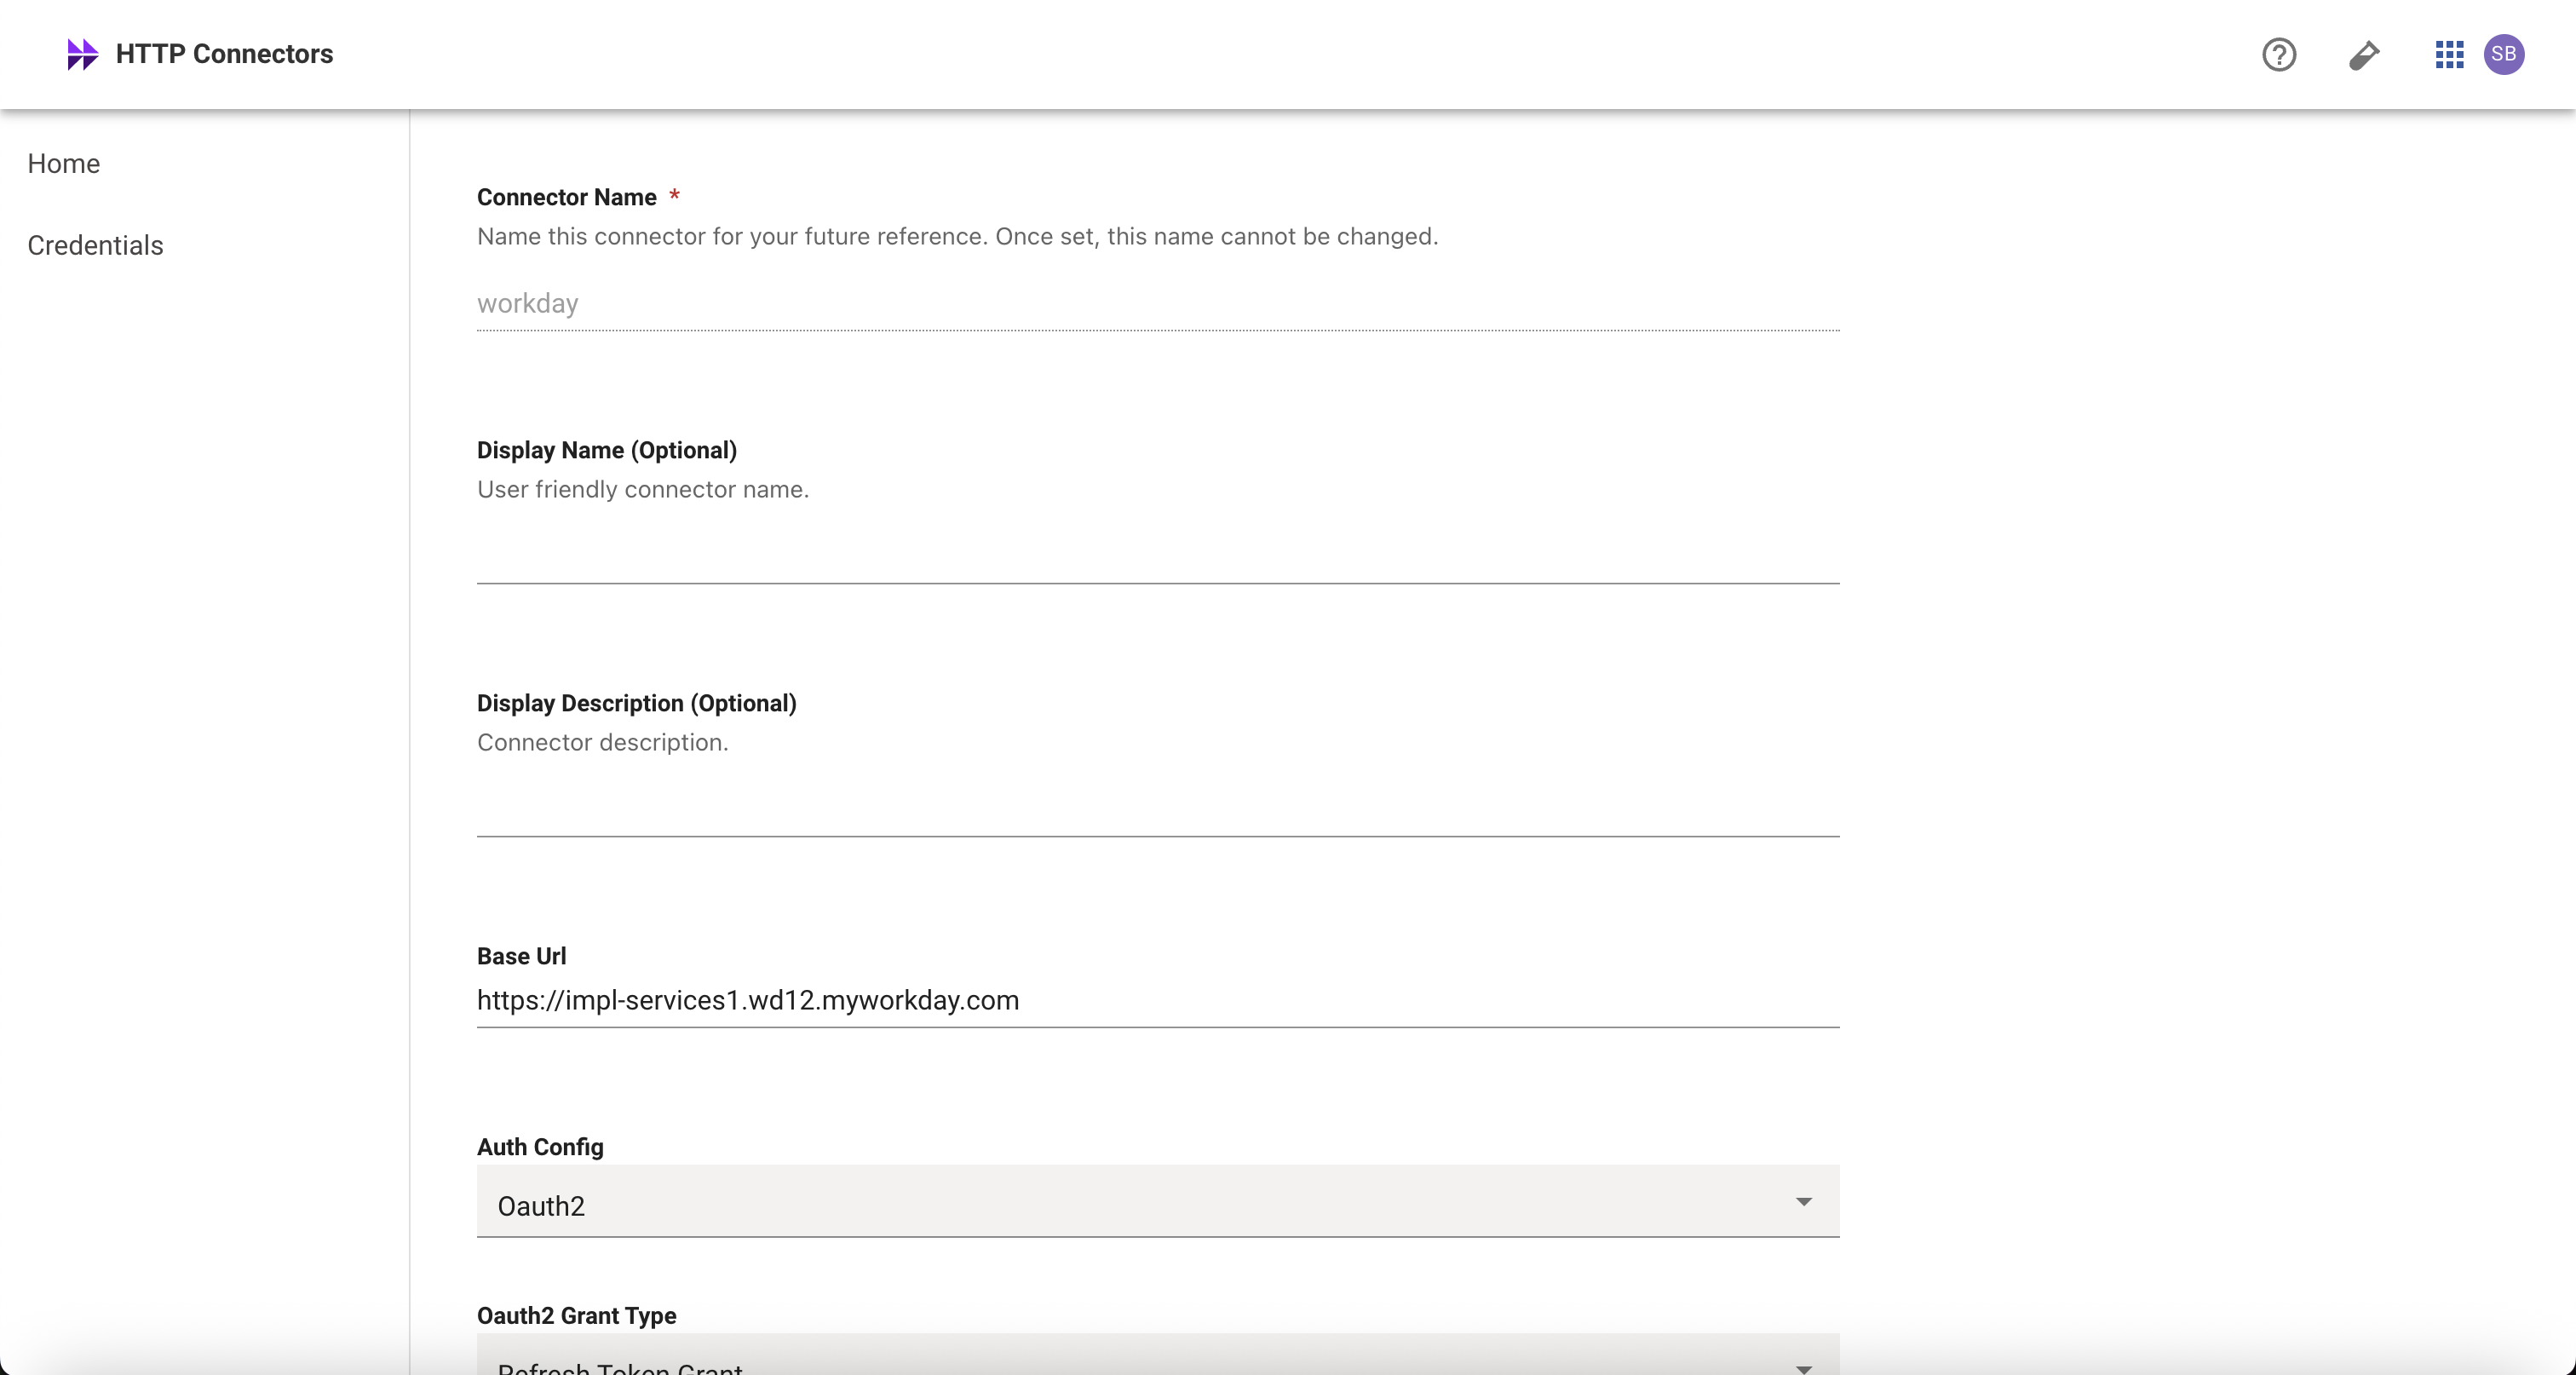 HTTP Connectors
SB
Home
Credentials
Connector Name *
Name this connector for your future reference. Once set, this name cannot be changed.
workday
Display Name (Optional)
User friendly connector name.
Display Description (Optional)
Connector description.
Base Url
https://impl-services1.wd12.myworkday.com
Auth Config
Oauth2
Oauth2 Grant Type
Refresh Token Grant